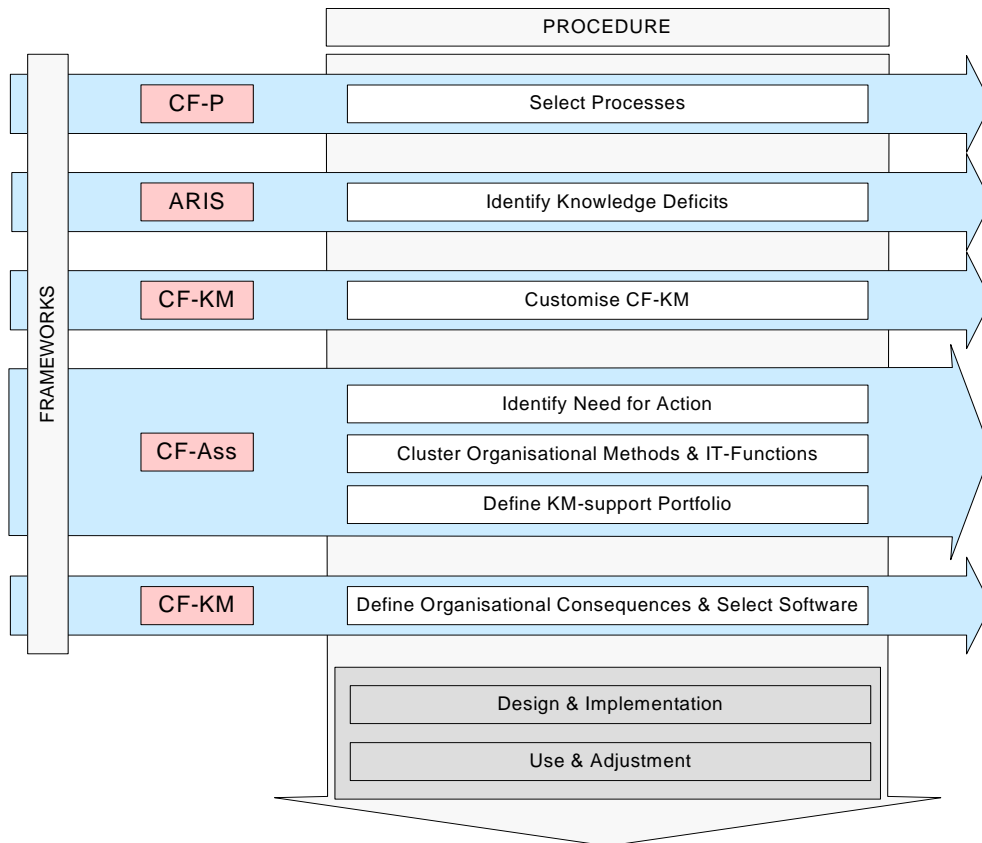 PROCEDURE
FRAMEWORKS
CF-P
Select Processes
ARIS
Identify Knowledge Deficits
CF-KM
Customise CF-KM
CF-Ass
Identify Need for Action
Cluster Organisational Methods & IT-Functions
Define KM-support Portfolio
CF-KM
Define Organisational Consequences & Select Software
Design & Implementation
Use & Adjustment